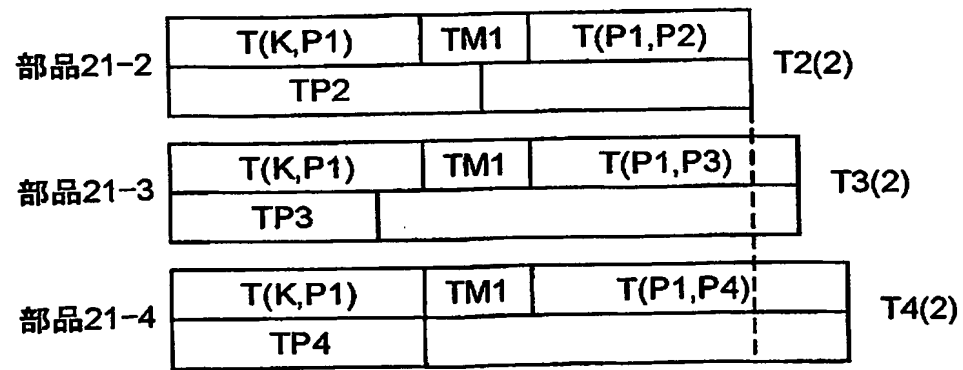 T(K,P1) TM1 T(P1,P2)
部品21-2 T2(2)
TP2
T(K,P1) TM1 T(P1,P3)
部品21-3 T3(2)
TP3
T(K,P1) TM1 T(P1,P4)
部品21-4 T4(2)
TP4